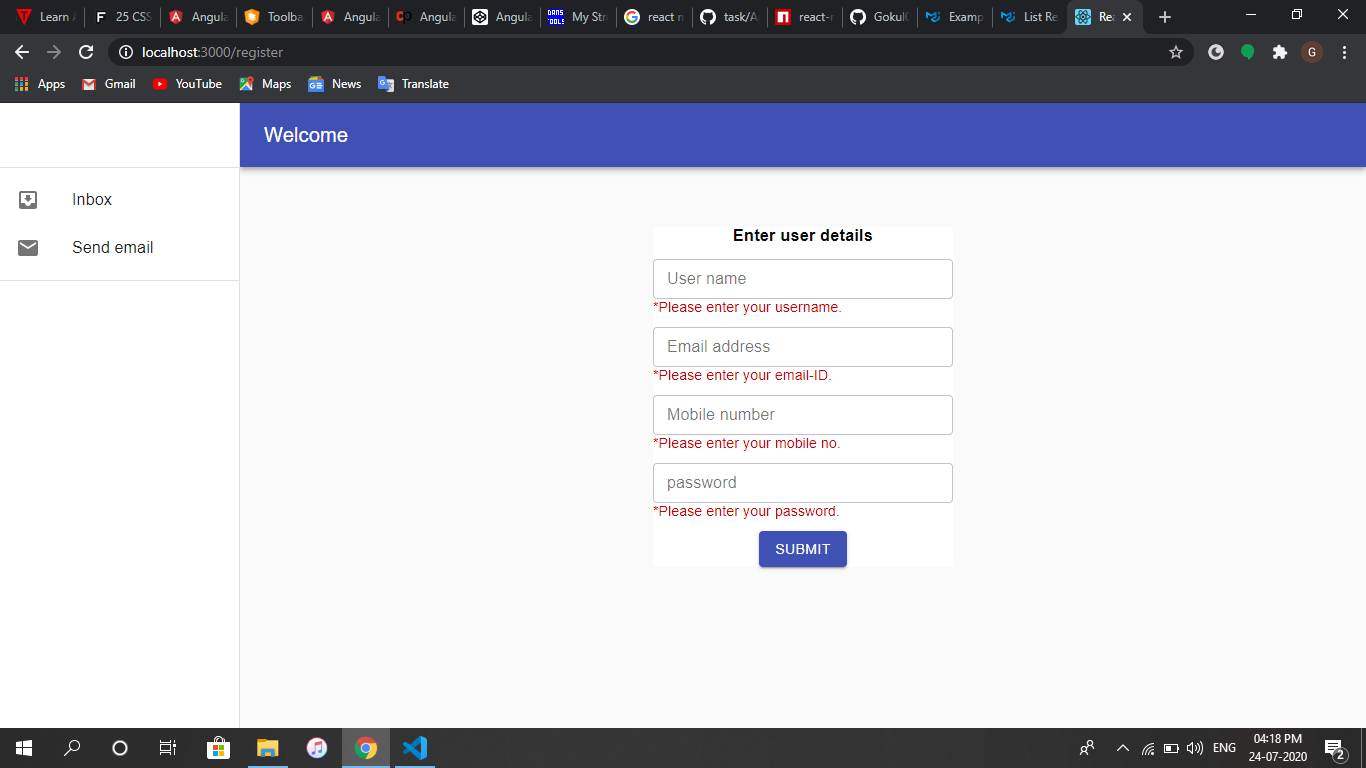 Learn
25 CSS
Angula
Toolba
Angula
Angula
Angula
DANS TOOLS
My Str
react n
task/A
react-r
Gokul
Examp
List Re
Rea
localhost:3000/register
G
Apps
Gmail
YouTube
Maps
News
Translate
Welcome
Inbox
Send email
Enter user details
User name
*Please enter your username.
Email address
*Please enter your email-ID.
Mobile number
*Please enter your mobile no.
password
*Please enter your password.
SUBMIT
ENG
04:18 PM
24-07-2020
2